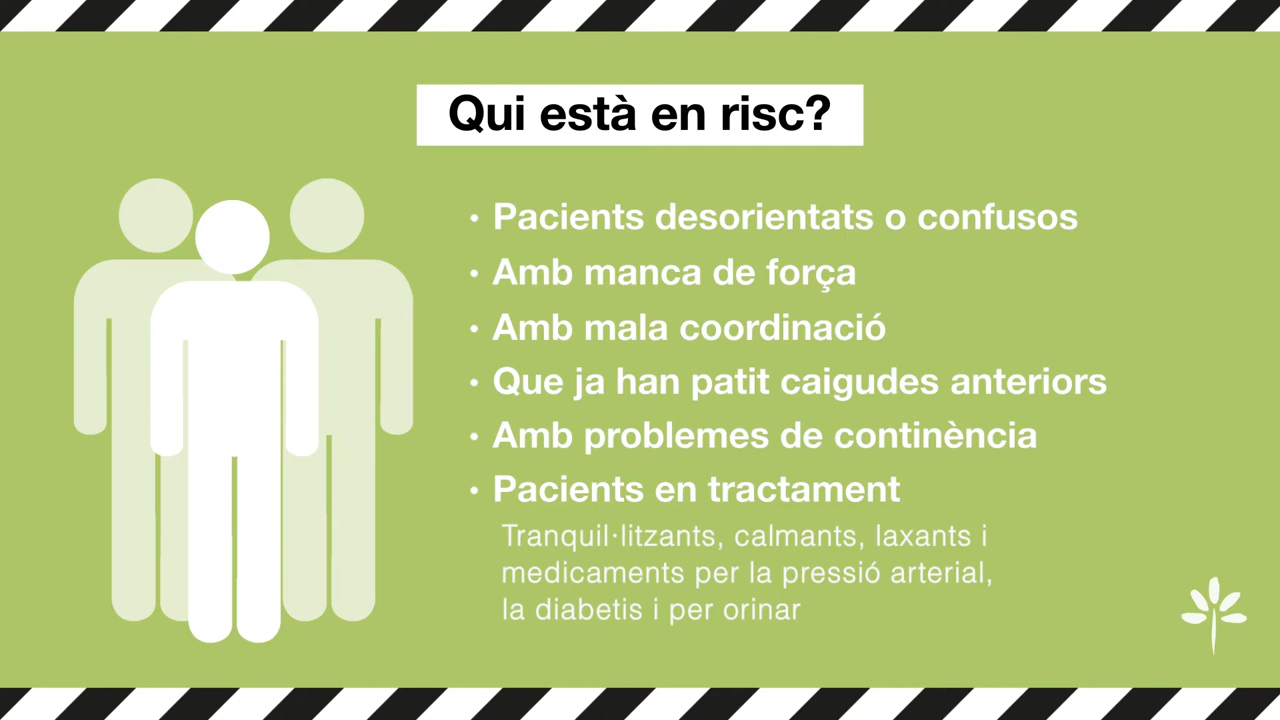 Qui està en risc?
• Pacients desorientats o confusos
• Amb manca de força
• Amb mala coordinació
• Que ja han patit caigudes anteriors
• Amb problemes de continència
• Pacients en tractament
Tranquil·litzants, calmants, laxants i
medicaments per la pressió arterial,
la diabetis i per orinar